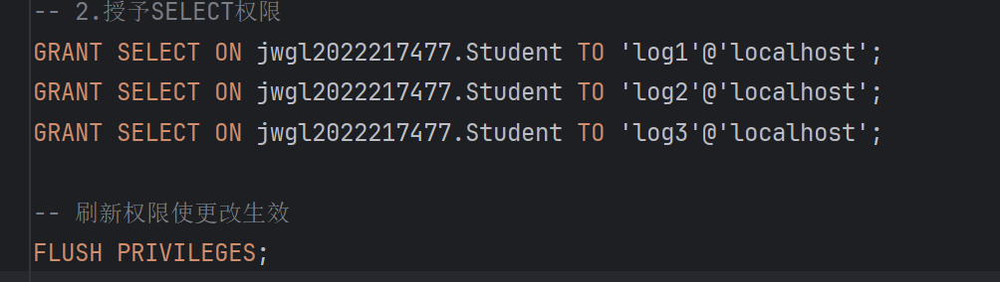 -- 2.授予SELECT权限
GRANT SELECT ON jwgl2022217477.Student TO 'log1'@'localhost';
GRANT SELECT ON jwgl2022217477.Student TO 'log2'@'localhost';
GRANT SELECT ON jwgl2022217477.Student TO 'log3'@'localhost';
-- 刷新权限使更改生效
FLUSH PRIVILEGES;